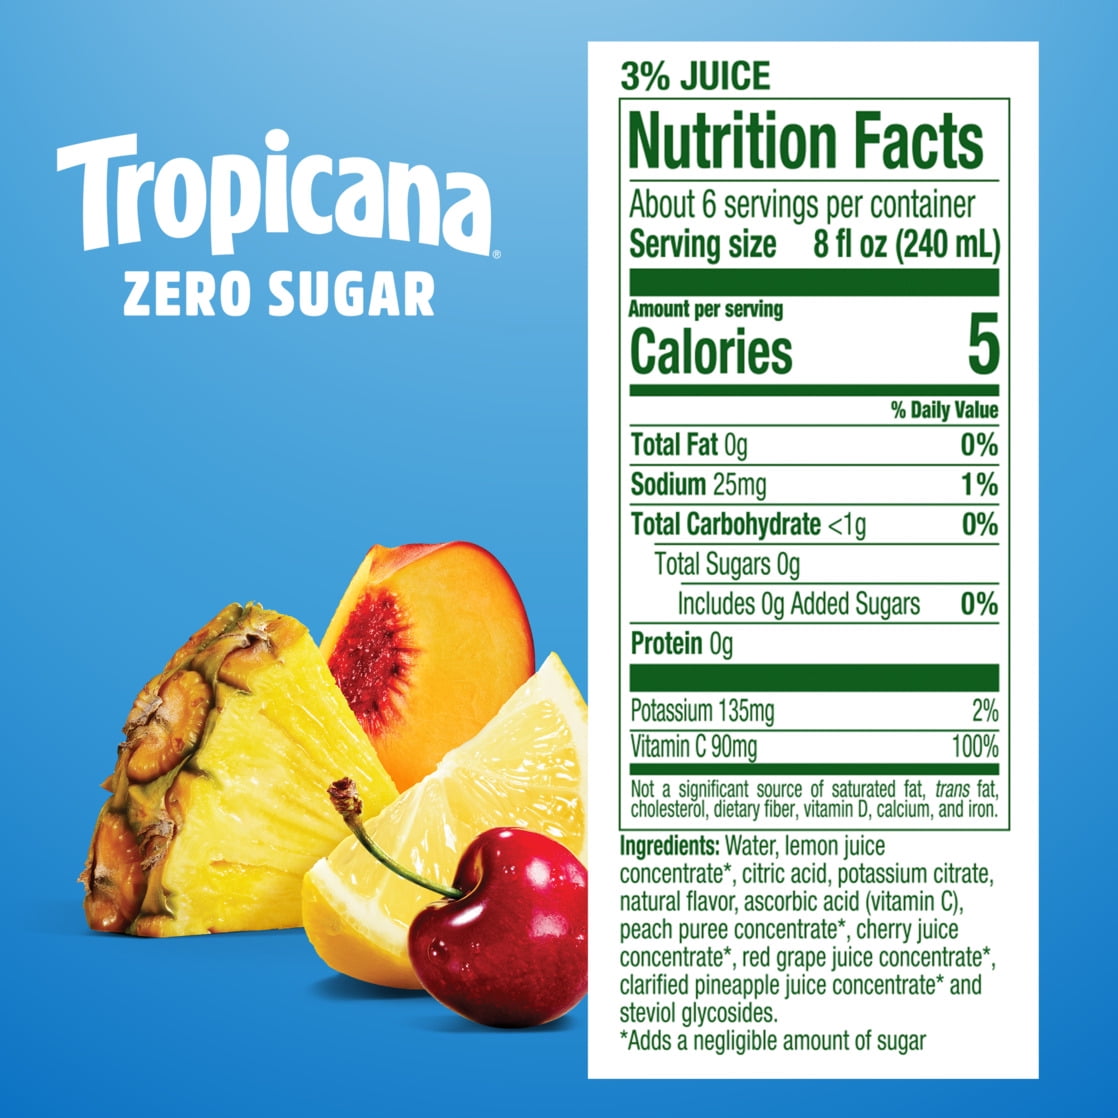 Tropicana®
ZERO SUGAR
3% JUICE
Nutrition Facts
About 6 servings per container
Serving size 8 fl oz (240 mL)
Amount per serving
Calories 5
% Daily Value
Total Fat 0g 0%
Sodium 25mg 1%
Total Carbohydrate <1g 0%
Total Sugars 0g
Includes 0g Added Sugars 0%
Protein 0g
Potassium 135mg 2%
Vitamin C 90mg 100%
Not a significant source of saturated fat, trans fat,
cholesterol, dietary fiber, vitamin D, calcium, and iron.
Ingredients: Water, lemon juice
concentrate*, citric acid, potassium citrate,
natural flavor, ascorbic acid (vitamin C),
peach puree concentrate*, cherry juice
concentrate*, red grape juice concentrate*,
clarified pineapple juice concentrate* and
steviol glycosides.
*Adds a negligible amount of sugar